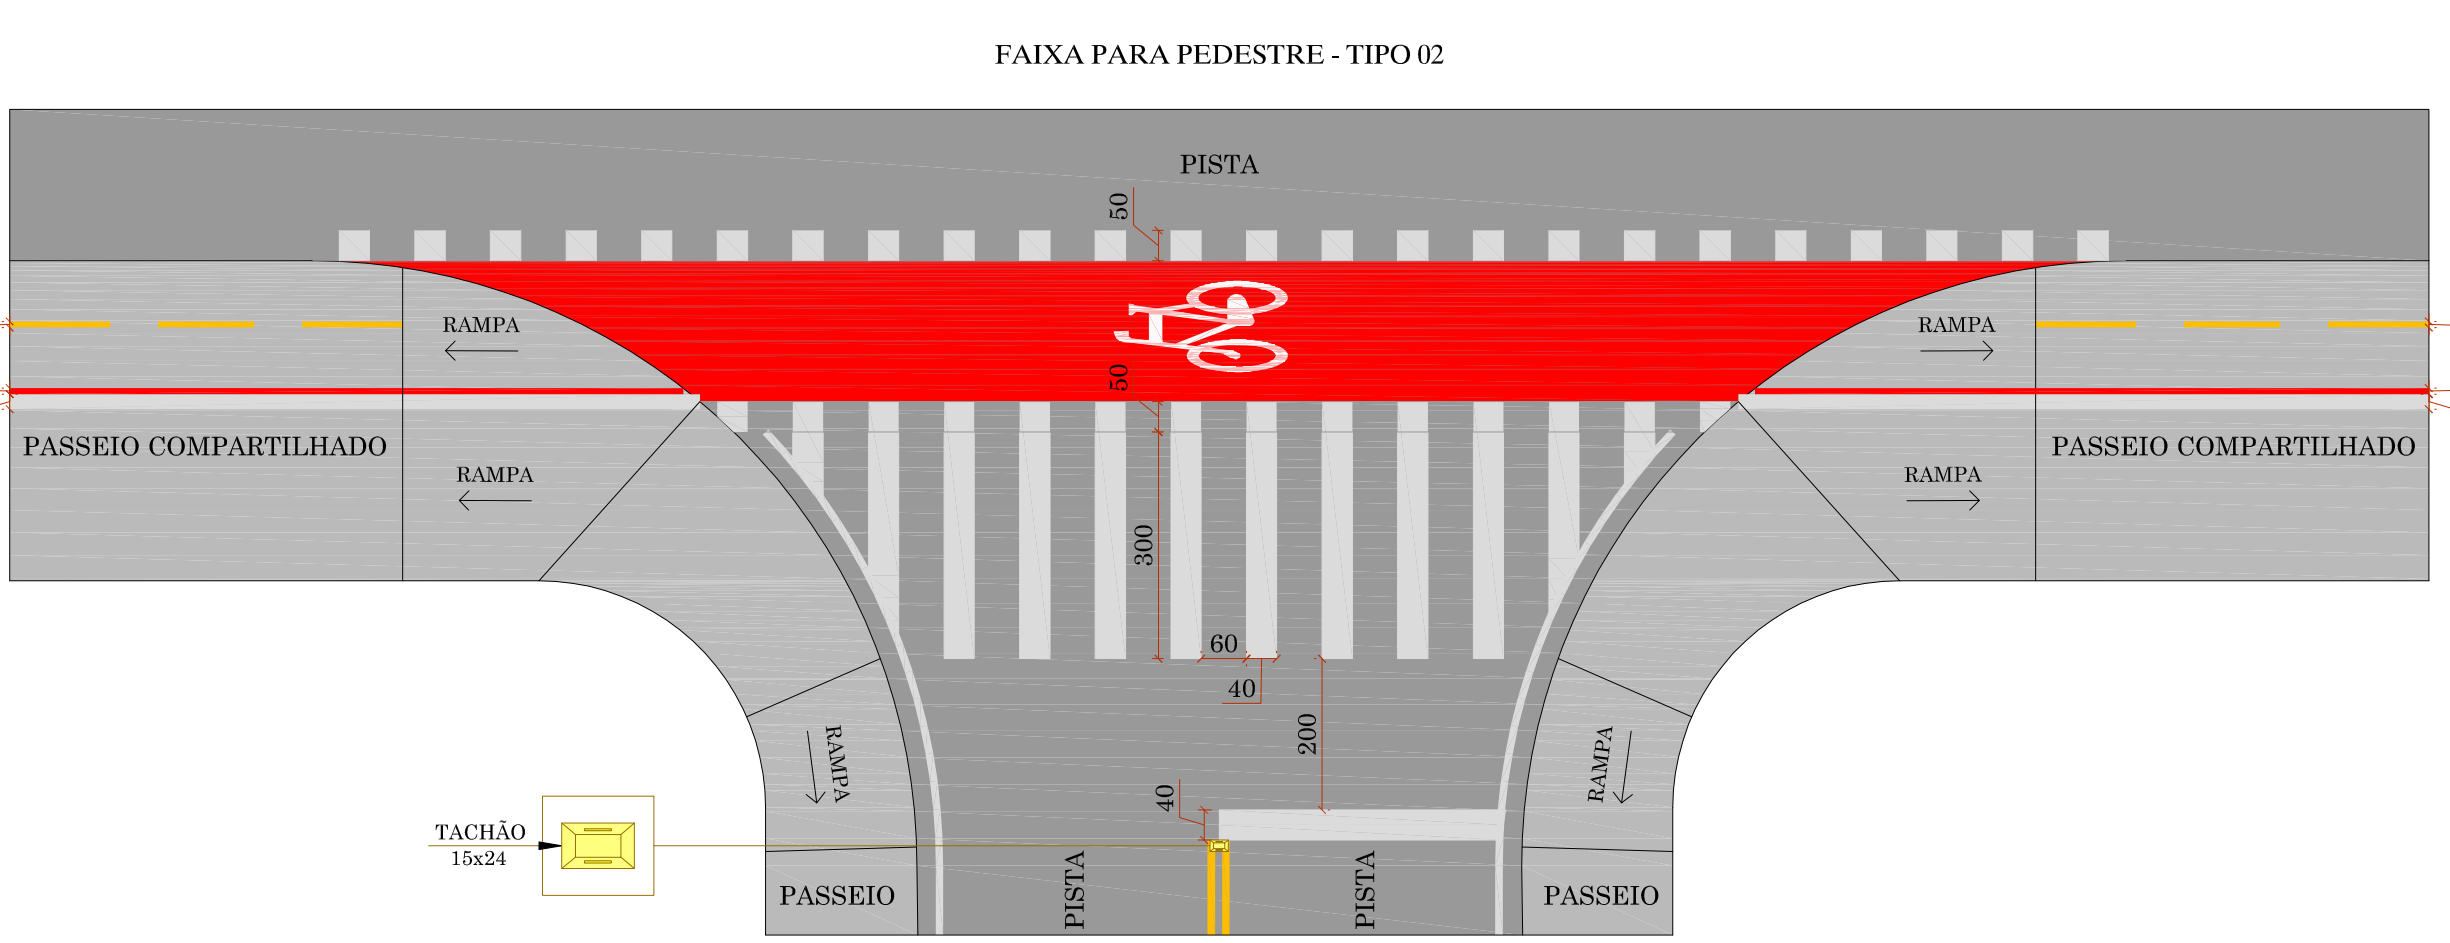 FAIXA PARA PEDESTRE - TIPO 02
PISTA
50
RAMPA
RAMPA
50
PASSEIO COMPARTILHADO
PASSEIO COMPARTILHADO
RAMPA
RAMPA
300
60
40
200
RAMPA
RAMPA
40
TACHÃO
15x24
PISTA
PISTA
PASSEIO
PASSEIO